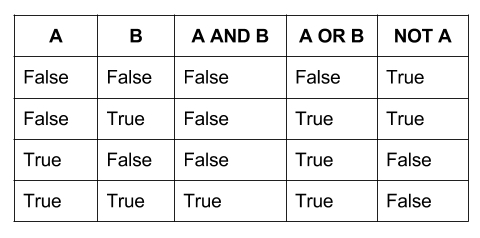 A B A AND B A OR B NOT A
False False False False True
False True False True True
True False False True False
True True True True False